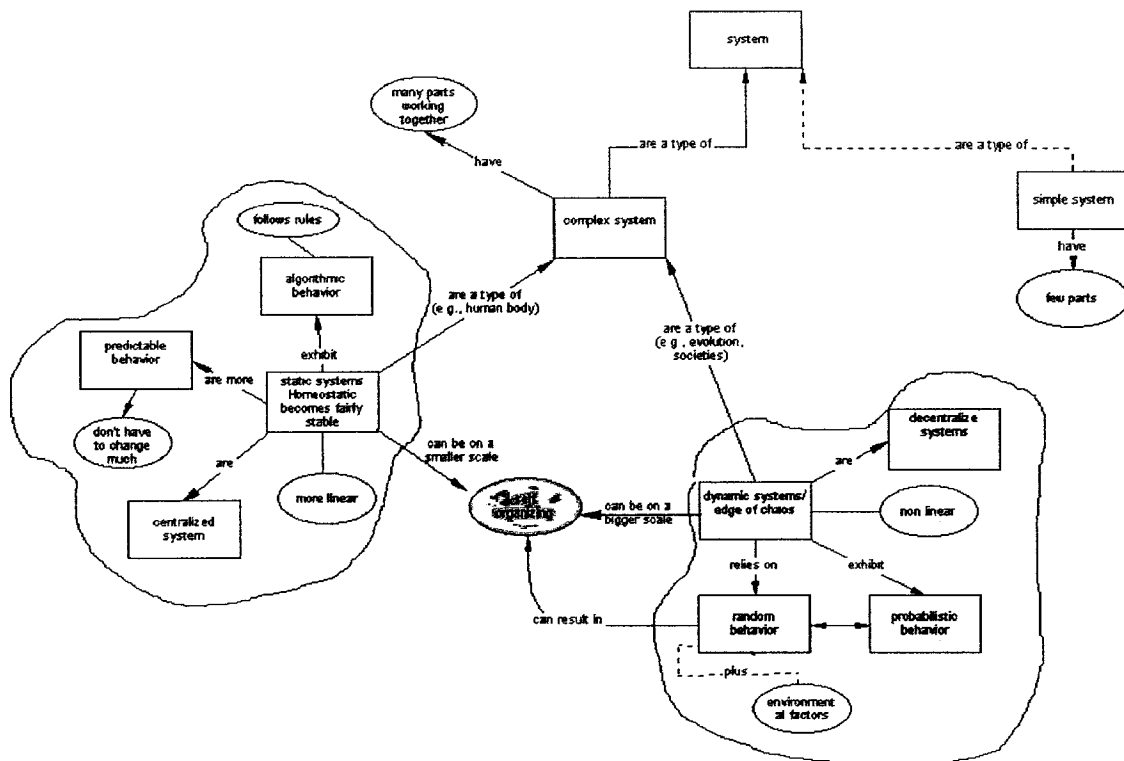 system
many parts
working
together
have
are a type of
are a type of
simple system
have
few parts
complex system
follows rules
algorithmic
behavior
are a type of
(e g., human body)
are a type of
(e g , evolution,
societies)
predictable
behavior
are more
exhibit
static systems
Homeostatic
becomes fairly
stable
don't have
to change
much
are
more linear
centralized
system
can be on a
smaller scale
organizing
can be on a
bigger scale
decentralize
systems
are
dynamic systems/
edge of chaos
non linear
relies on
exhibit
can result in
random
behavior
probabilistic
behavior
plus
environment
al factors